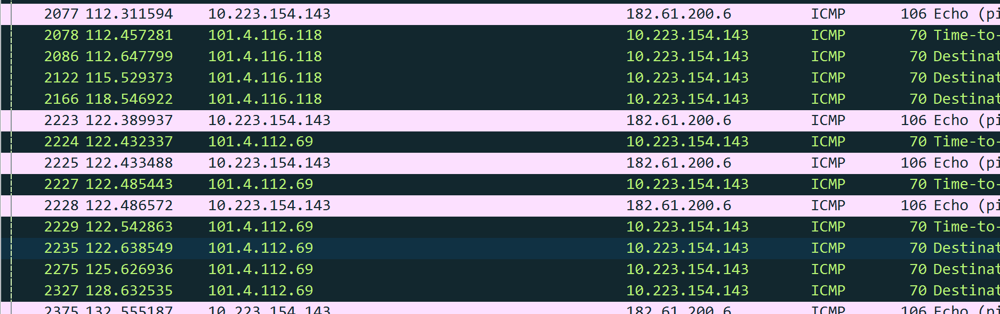 2077 112.311594 10.223.154.143 182.61.200.6 ICMP 106 Echo (pi
2078 112.457281 101.4.116.118 10.223.154.143 ICMP 70 Time-to-
2086 112.647799 101.4.116.118 10.223.154.143 ICMP 70 Destinat
2122 115.529373 101.4.116.118 10.223.154.143 ICMP 70 Destinat
2166 118.546922 101.4.116.118 10.223.154.143 ICMP 70 Destinat
2223 122.389937 10.223.154.143 182.61.200.6 ICMP 106 Echo (pi
2224 122.432337 101.4.112.69 10.223.154.143 ICMP 70 Time-to-
2225 122.433488 10.223.154.143 182.61.200.6 ICMP 106 Echo (pi
2227 122.485443 101.4.112.69 10.223.154.143 ICMP 70 Time-to-
2228 122.486572 10.223.154.143 182.61.200.6 ICMP 106 Echo (pi
2229 122.542863 101.4.112.69 10.223.154.143 ICMP 70 Time-to-
2235 122.638549 101.4.112.69 10.223.154.143 ICMP 70 Destinat
2275 125.626936 101.4.112.69 10.223.154.143 ICMP 70 Destinat
2327 128.632535 101.4.112.69 10.223.154.143 ICMP 70 Destinat
2375 132.555187 10.223.154.143 182.61.200.6 ICMP 106 Echo (pi